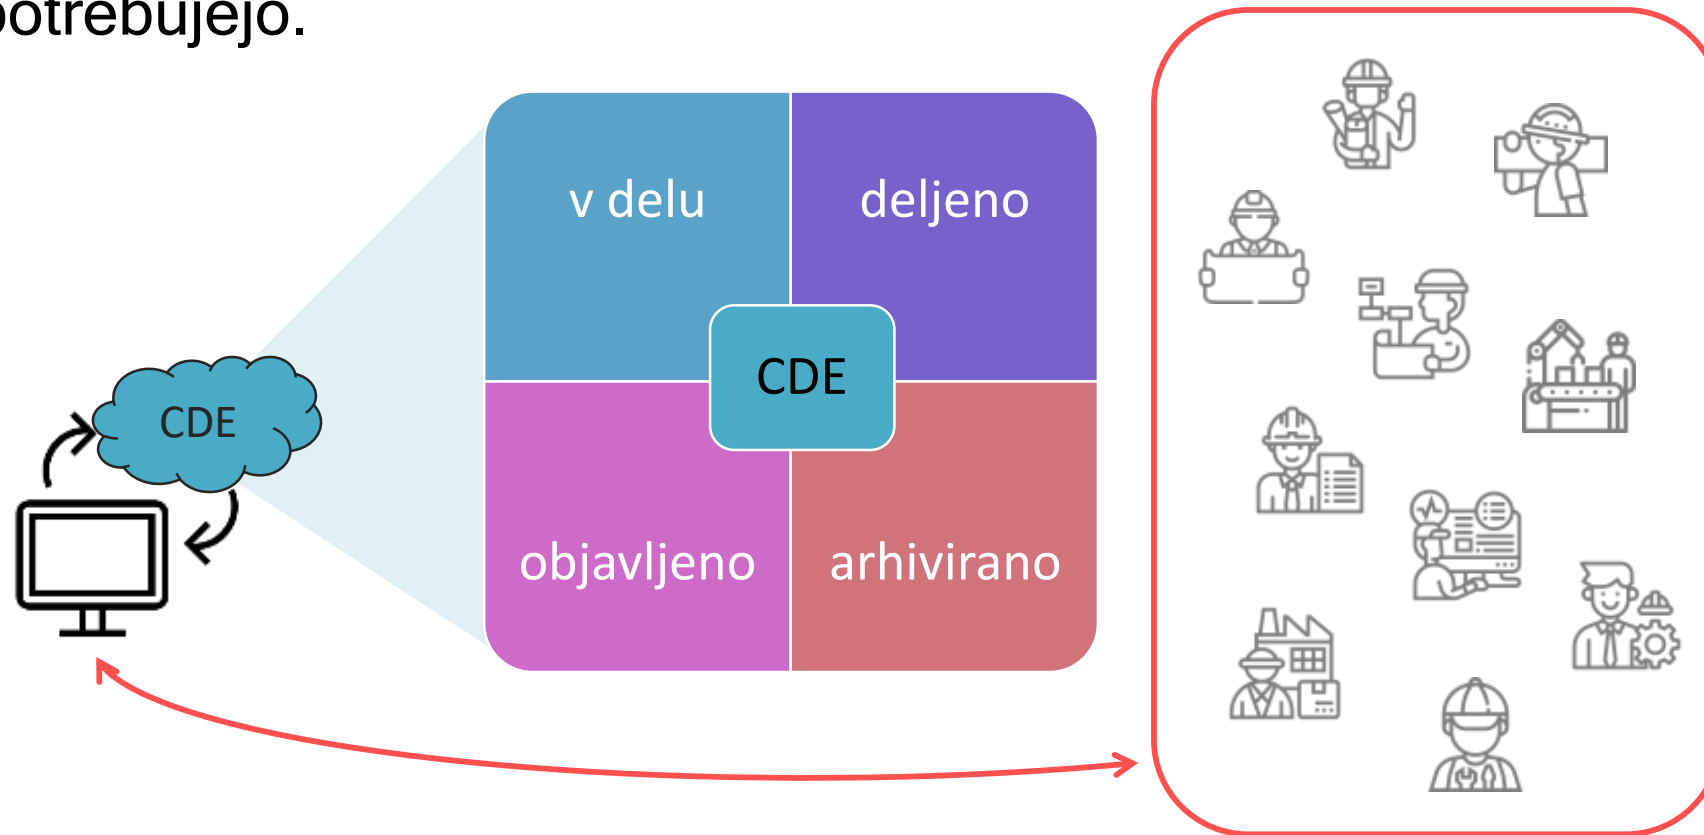 potrebujejo.
v delu
deljeno
CDE
CDE
objavljeno
arhivirano